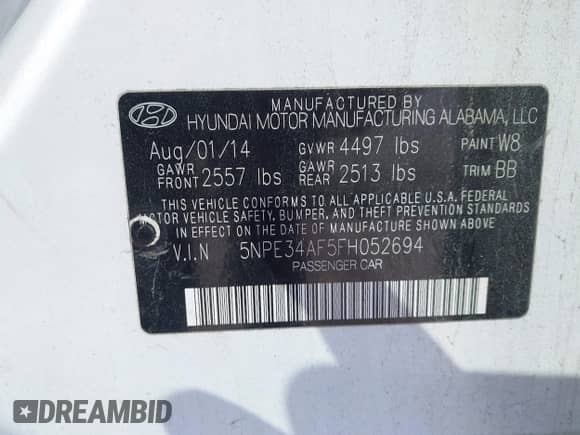 MANUFACTURED BY
HYUNDAI MOTOR MANUFACTURING ALABAMA, LLC
Aug/01/14 GVWR 4497 lbs PAINT W8
GAWR FRONT 2557 lbs GAWR REAR 2513 lbs TRIM BB
THIS VEHICLE CONFORMS TO ALL APPLICABLE U.S.A. FEDERAL
MOTOR VEHICLE SAFETY, BUMPER, AND THEFT PREVENTION STANDARDS
IN EFFECT ON THE DATE OF MANUFACTURE SHOWN ABOVE.
V.I.N 5NPE34AF5FH052694
PASSENGER CAR
DREAMBID